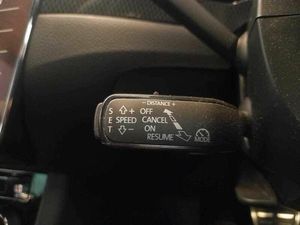 - DISTANCE +
S + OFF
E SPEED CANCEL
T - ON
RESUME MODE